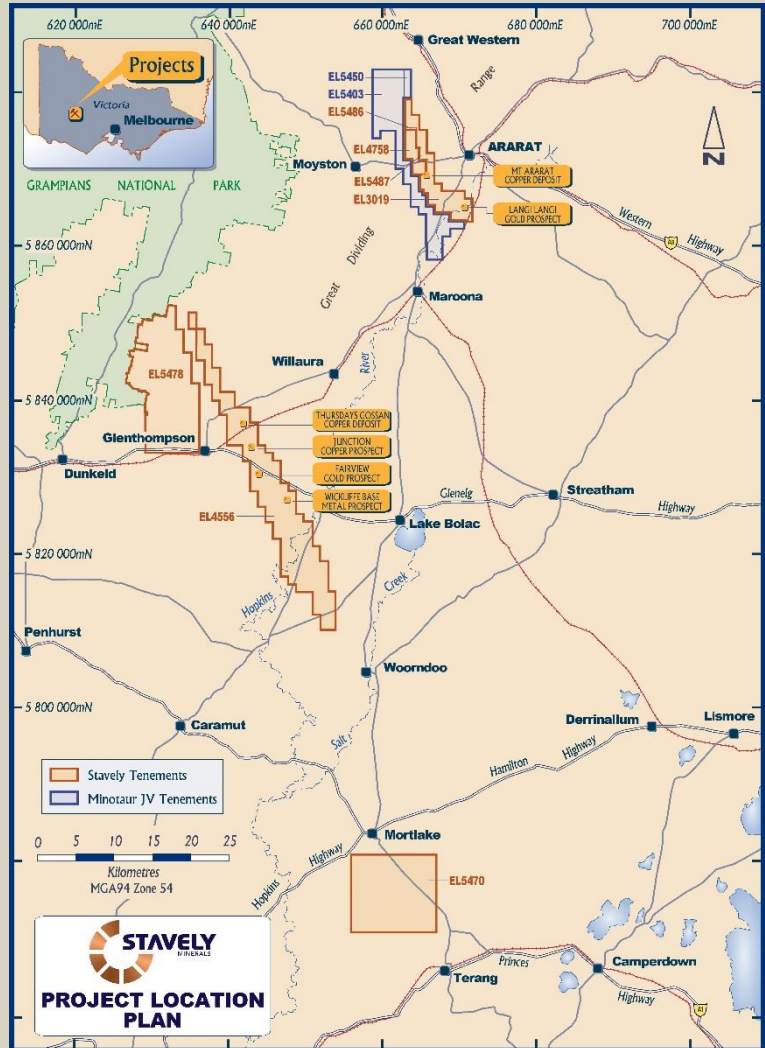 620 000mE
640 000mE
660 000mE
680 000mE
700 000mE
Projects
Victoria
Melbourne
Great Western
Range
EL5450
EL5403
EL5486
EL4758
EL5487
EL3019
ARARAT
Moyston
N
MT ARARAT
COPPER DEPOSIT
LANGI LANGI
GOLD PROSPECT
GRAMPIANS NATIONAL PARK
Western
Highway
A8
5 860 000mN
Great Dividing
Maroona
Willaura
River
EL5478
5 840 000mN
THURSDAYS GOSSAN
COPPER DEPOSIT
JUNCTION
COPPER PROSPECT
FAIRVIEW
GOLD PROSPECT
WICKLIFFE BASE
METAL PROSPECT
Glenthompson
Dunkeld
EL4556
Glenelg
Highway
Streatham
Lake Bolac
5 820 000mN
Hopkins
Creek
Penhurst
Woorndoo
5 800 000mN
Caramut
Salt
Derrinallum
Lismore
Hamilton
Highway
Stavely Tenements
Minotaur JV Tenements
0 5 10 15 20 25
Kilometres
MGA94 Zone 54
Mortlake
Hopkins
Highway
EL5470
STAVELY
MINERALS
PROJECT LOCATION
PLAN
Terang
Princes
Highway
Camperdown
A1